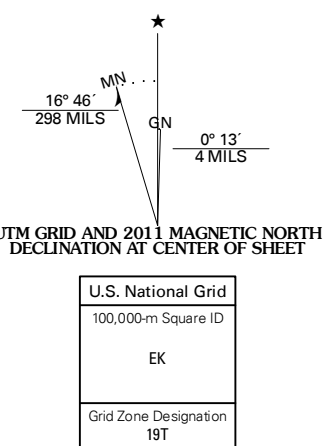 ★
MN
16° 46´
298 MILS
GN
0° 13´
4 MILS
UTM GRID AND 2011 MAGNETIC NORTH
DECLINATION AT CENTER OF SHEET
U.S. National Grid
100,000-m Square ID
EK
Grid Zone Designation
19T